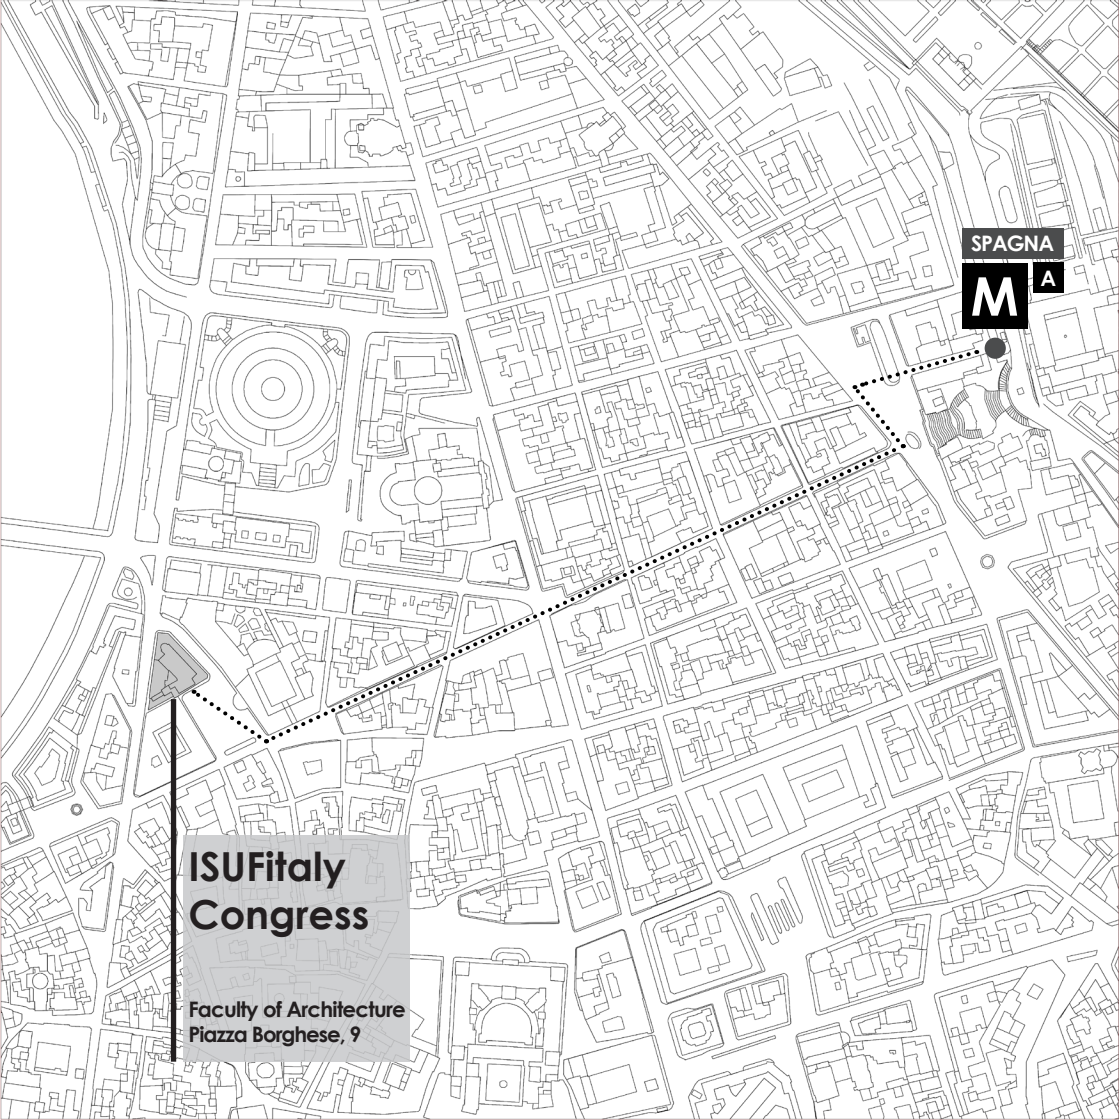 SPAGNA
M A
ISUFitaly
Congress
Faculty of Architecture
Piazza Borghese, 9